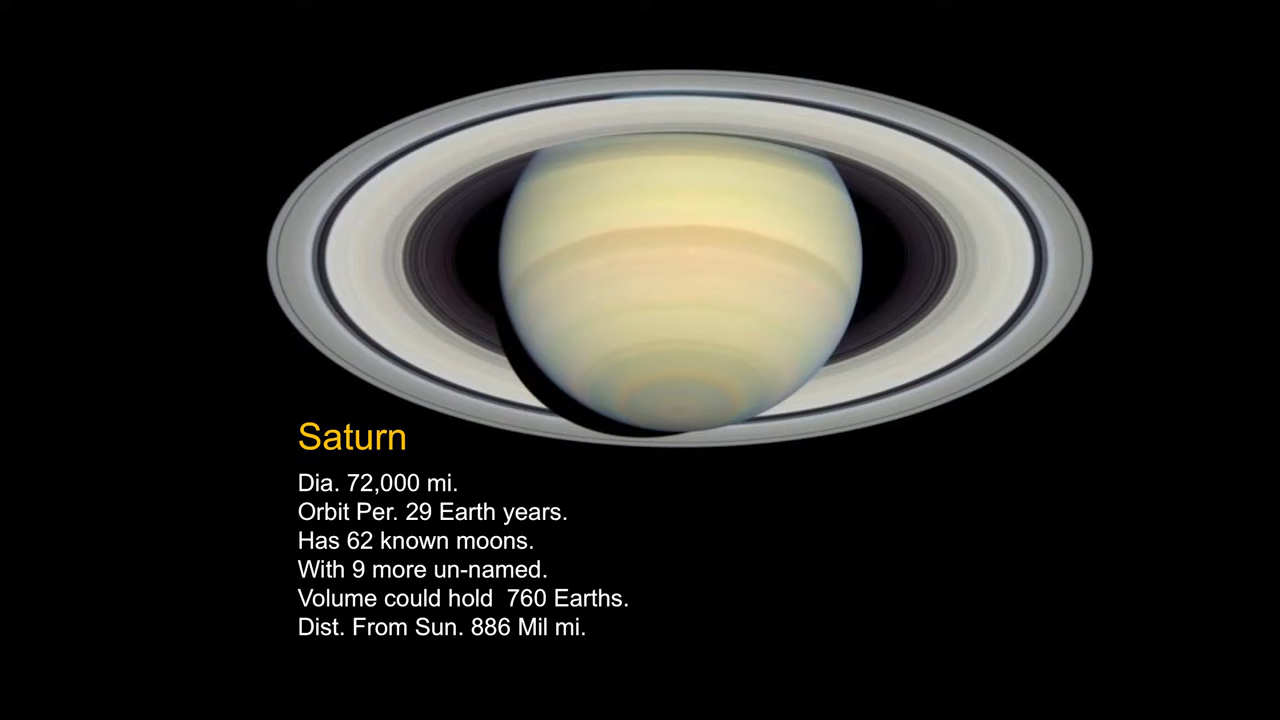 Saturn
Dia. 72,000 mi.
Orbit Per. 29 Earth years.
Has 62 known moons.
With 9 more un-named.
Volume could hold  760 Earths.
Dist. From Sun. 886 Mil mi.